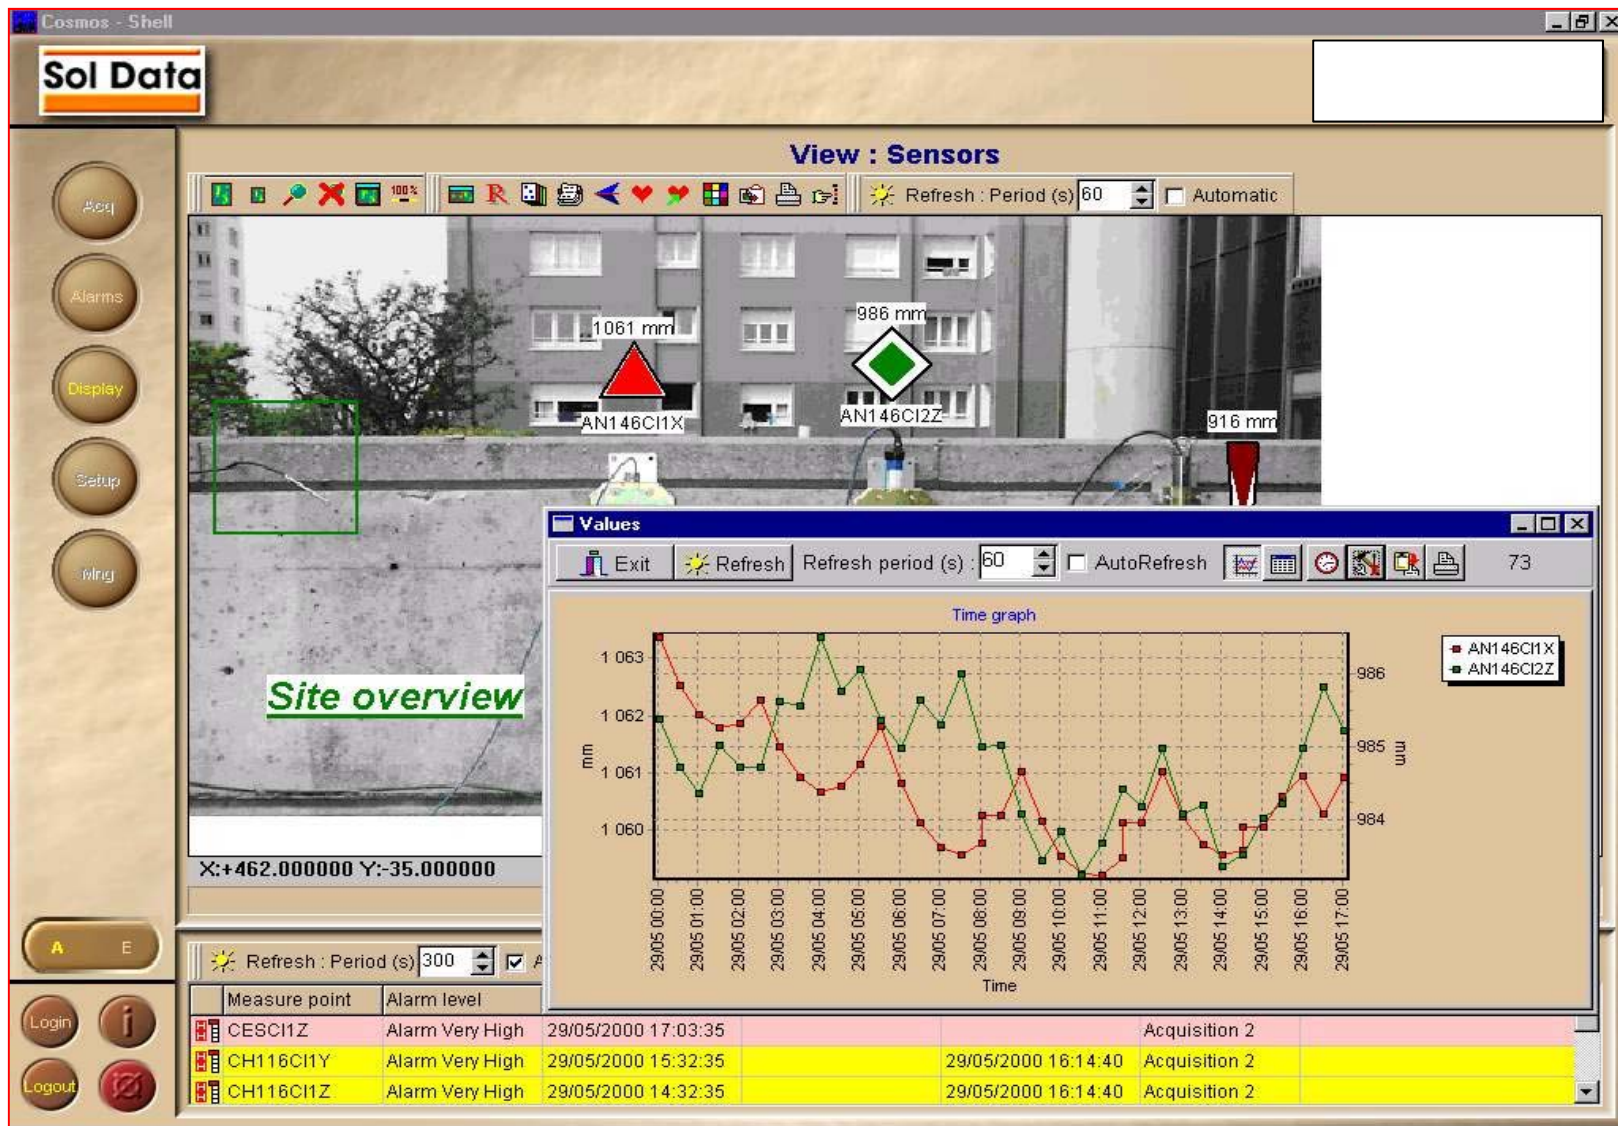 Cosmos - Shell
Sol Data
View : Sensors
100%
R
Refresh : Period (s) 60 Automatic
Acq
Alarms
Display
Setup
Mng
1061 mm
AN146CI1X
986 mm
AN146CI2Z
916 mm
Site overview
X:+462.000000 Y:-35.000000
Values
Exit Refresh Refresh period (s) : 60 AutoRefresh 73
Time graph
AN146CI1X
AN146CI2Z
1 063
1 062
1 061
1 060
mm
986
985
984
mm
29/05 00:00
29/05 01:00
29/05 02:00
29/05 03:00
29/05 04:00
29/05 05:00
29/05 06:00
29/05 07:00
29/05 08:00
29/05 09:00
29/05 10:00
29/05 11:00
29/05 12:00
29/05 13:00
29/05 14:00
29/05 15:00
29/05 16:00
29/05 17:00
Time
A E
Login i
Logout
Refresh : Period (s) 300 A
Measure point Alarm level
CESCI1Z Alarm Very High 29/05/2000 17:03:35 Acquisition 2
CH116CI1Y Alarm Very High 29/05/2000 15:32:35 29/05/2000 16:14:40 Acquisition 2
CH116CI1Z Alarm Very High 29/05/2000 14:32:35 29/05/2000 16:14:40 Acquisition 2